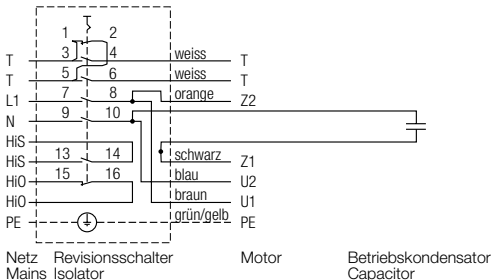 1 2
T 3 4 weiss T
T 5 6 weiss T
L1 7 8 orange Z2
N 9 10
HiS
HiS 13 14 schwarz Z1
HiO 15 16 blau U2
HiO braun U1
PE grün/gelb PE
Netz Revisionsschalter Motor Betriebskondensator
Mains Isolator Capacitor